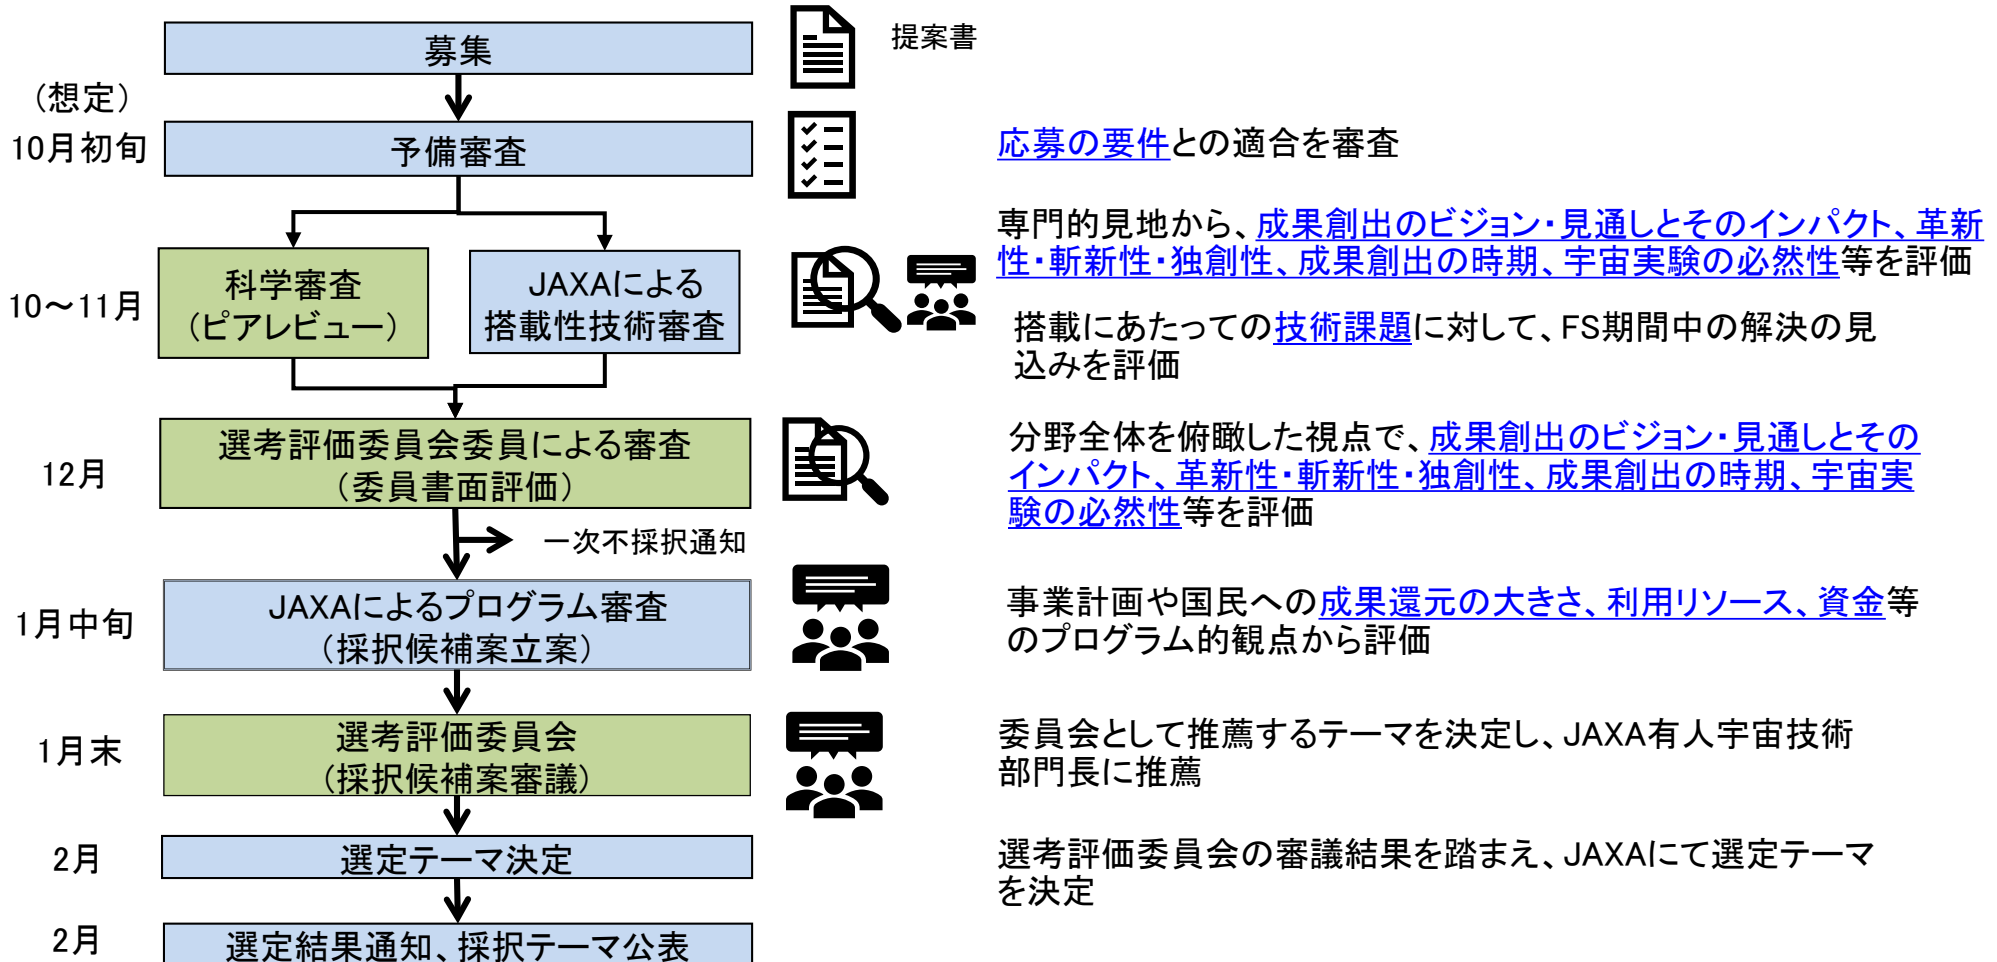 募集
提案書
（想定）
10月初旬
予備審査
応募の要件との適合を審査
10～11月
科学審査
（ピアレビュー）
JAXAによる
搭載性技術審査
専門的見地から、成果創出のビジョン・見通しとそのインパクト、革新
性・斬新性・独創性、成果創出の時期、宇宙実験の必然性等を評価
搭載にあたっての技術課題に対して、FS期間中の解決の見
込みを評価
12月
選考評価委員会委員による審査
（委員書面評価）
分野全体を俯瞰した視点で、成果創出のビジョン・見通しとその
インパクト、革新性・斬新性・独創性、成果創出の時期、宇宙実
験の必然性等を評価
一次不採択通知
1月中旬
JAXAによるプログラム審査
（採択候補案立案）
事業計画や国民への成果還元の大きさ、利用リソース、資金等
のプログラム的観点から評価
1月末
選考評価委員会
（採択候補案審議）
委員会として推薦するテーマを決定し、JAXA有人宇宙技術
部門長に推薦
2月
選定テーマ決定
選考評価委員会の審議結果を踏まえ、JAXAにて選定テーマ
を決定
2月
選定結果通知、採択テーマ公表